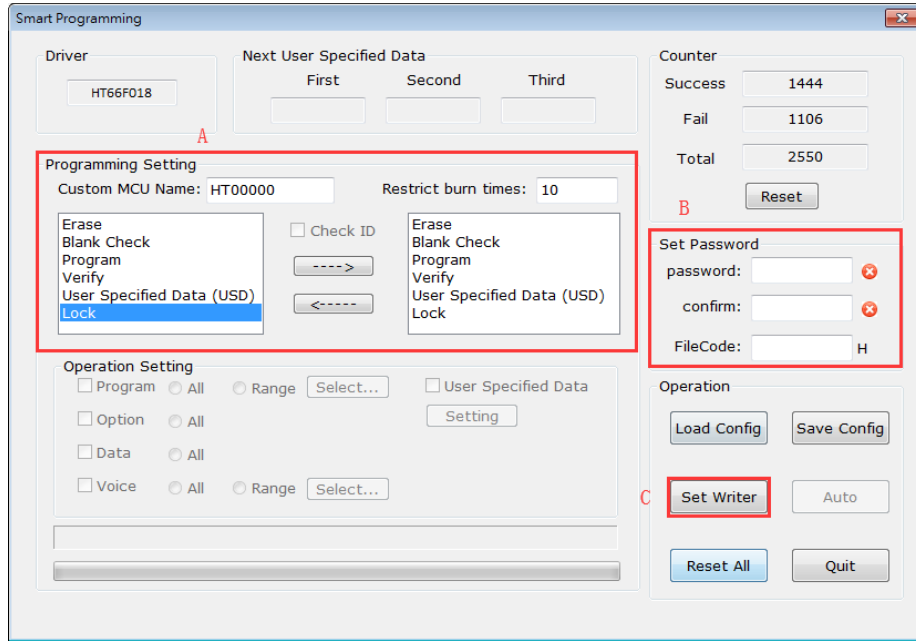 Smart Programming
Driver
HT66F018
Next User Specified Data
First Second Third
Counter
Success 1444
Fail 1106
Total 2550
Reset
A
Programming Setting
Custom MCU Name: HT00000 Restrict burn times: 10
Erase
Blank Check
Program
Verify
User Specified Data (USD)
Lock
Check ID
---->
<-----
Erase
Blank Check
Program
Verify
User Specified Data (USD)
Lock
B
Set Password
password:
confirm:
FileCode: H
Operation Setting
Program All Range Select... User Specified Data
Option All Setting
Data All
Voice All Range Select...
Operation
Load Config Save Config
C Set Writer Auto
Reset All Quit